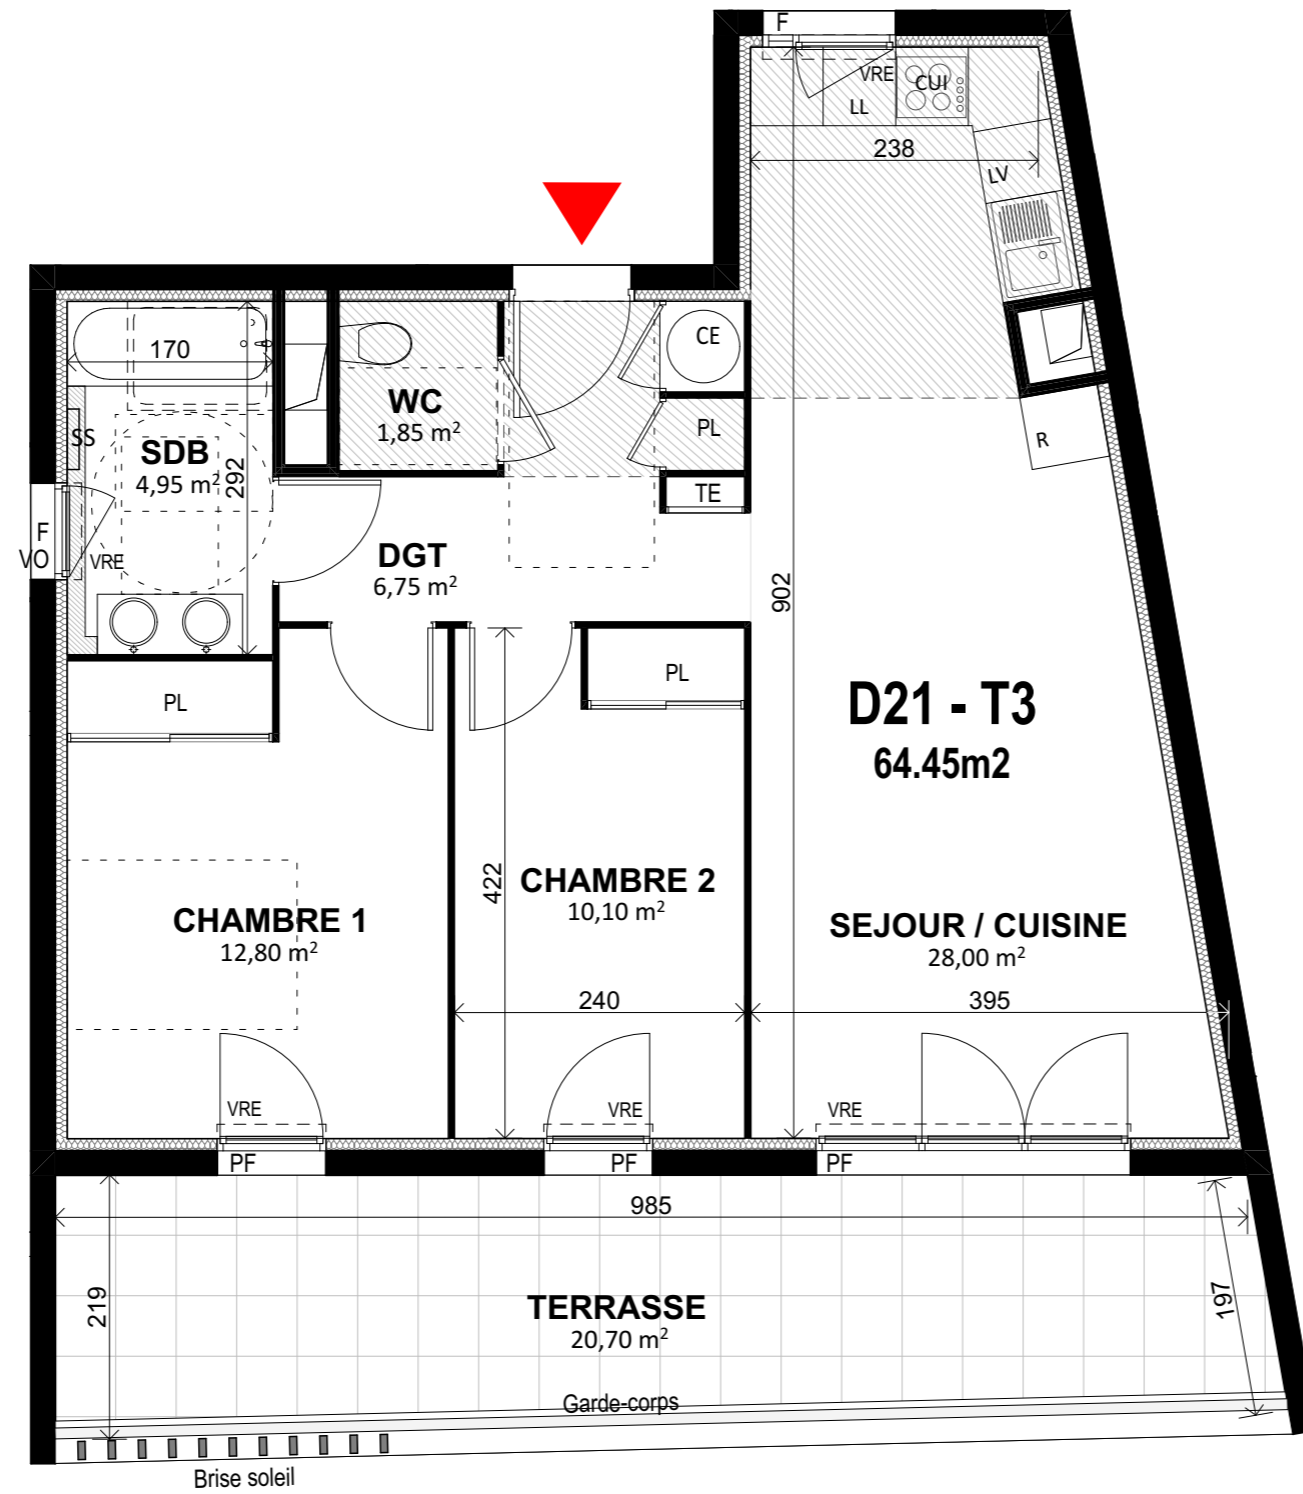 F
VRE
CUI
LL
238
LV
CE
170
WC
1,85 m²
PL
R
SS
SDB
4,95 m²
292
TE
F
VO
VRE
DGT
6,75 m²
902
PL
PL
D21 - T3
64.45m2
422
CHAMBRE 2
10,10 m²
CHAMBRE 1
12,80 m²
SEJOUR / CUISINE
28,00 m²
240
395
VRE
VRE
VRE
PF
PF
PF
985
219
197
TERRASSE
20,70 m²
Garde-corps
Brise soleil